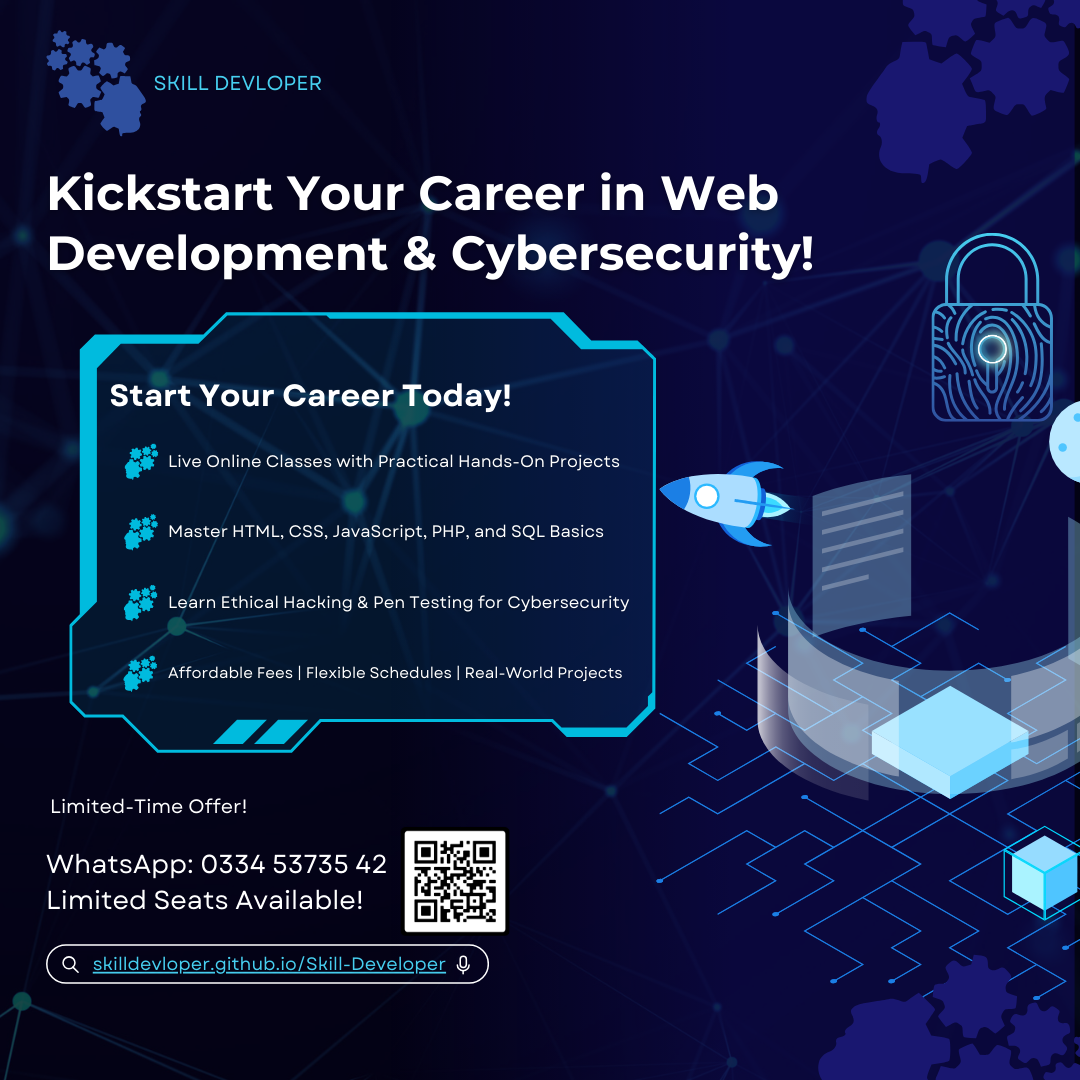 SKILL DEVLOPER
Kickstart Your Career in Web
Development & Cybersecurity!
Start Your Career Today!
Live Online Classes with Practical Hands-On Projects
Master HTML, CSS, JavaScript, PHP, and SQL Basics
Learn Ethical Hacking & Pen Testing for Cybersecurity
Affordable Fees | Flexible Schedules | Real-World Projects
Limited-Time Offer!
WhatsApp: 0334 53735 42
Limited Seats Available!
skilldevloper.github.io/Skill-Developer